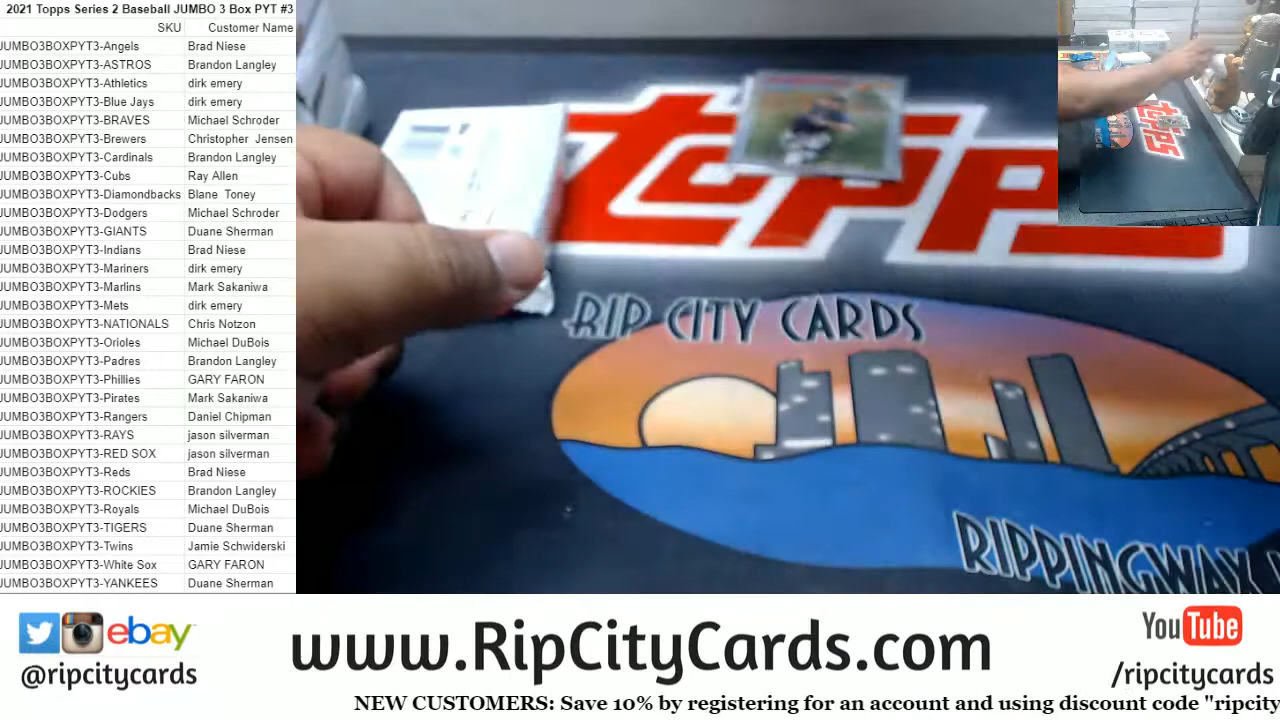 2021 Topps Series 2 Baseball JUMBO 3 Box PYT #3
SKU Customer Name
JUMBO3BOXPYT3-Angels Brad Niese
JUMBO3BOXPYT3-ASTROS Brandon Langley
JUMBO3BOXPYT3-Athletics dirk emery
JUMBO3BOXPYT3-Blue Jays dirk emery
JUMBO3BOXPYT3-BRAVES Michael Schroder
JUMBO3BOXPYT3-Brewers Christopher Jensen
JUMBO3BOXPYT3-Cardinals Brandon Langley
JUMBO3BOXPYT3-Cubs Ray Allen
JUMBO3BOXPYT3-Diamondbacks Blane Toney
JUMBO3BOXPYT3-Dodgers Michael Schroder
JUMBO3BOXPYT3-GIANTS Duane Sherman
JUMBO3BOXPYT3-Indians Brad Niese
JUMBO3BOXPYT3-Mariners dirk emery
JUMBO3BOXPYT3-Marlins Mark Sakaniwa
JUMBO3BOXPYT3-Mets dirk emery
JUMBO3BOXPYT3-NATIONALS Chris Notzon
JUMBO3BOXPYT3-Orioles Michael DuBois
JUMBO3BOXPYT3-Padres Brandon Langley
JUMBO3BOXPYT3-Phillies GARY FARON
JUMBO3BOXPYT3-Pirates Mark Sakaniwa
JUMBO3BOXPYT3-Rangers Daniel Chipman
JUMBO3BOXPYT3-RAYS jason silverman
JUMBO3BOXPYT3-RED SOX jason silverman
JUMBO3BOXPYT3-Reds Brad Niese
JUMBO3BOXPYT3-ROCKIES Brandon Langley
JUMBO3BOXPYT3-Royals Michael DuBois
JUMBO3BOXPYT3-TIGERS Duane Sherman
JUMBO3BOXPYT3-Twins Jamie Schwiderski
JUMBO3BOXPYT3-White Sox GARY FARON
JUMBO3BOXPYT3-YANKEES Duane Sherman
topps
topps
RIP CITY CARDS
RIPPINGWAX
ebay
@ripcitycards
www.RipCityCards.com
YouTube
/ripcitycards
NEW CUSTOMERS: Save 10% by registering for an account and using discount code "ripcity